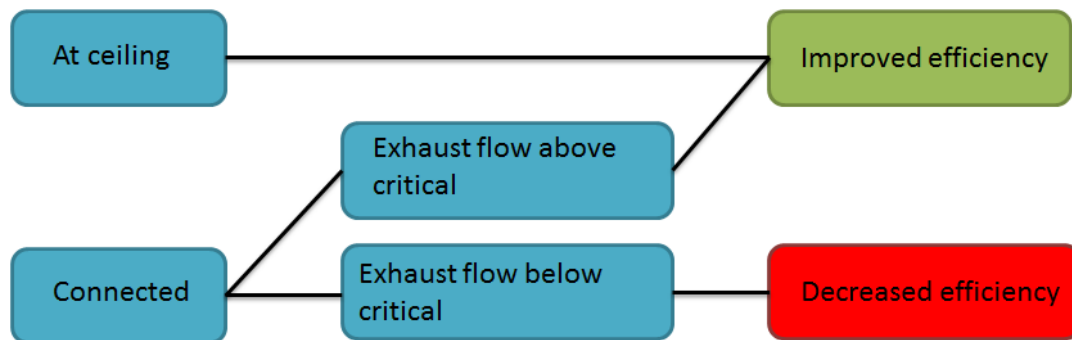 At ceiling
Improved efficiency
Exhaust flow above
critical
Connected
Exhaust flow below
critical
Decreased efficiency